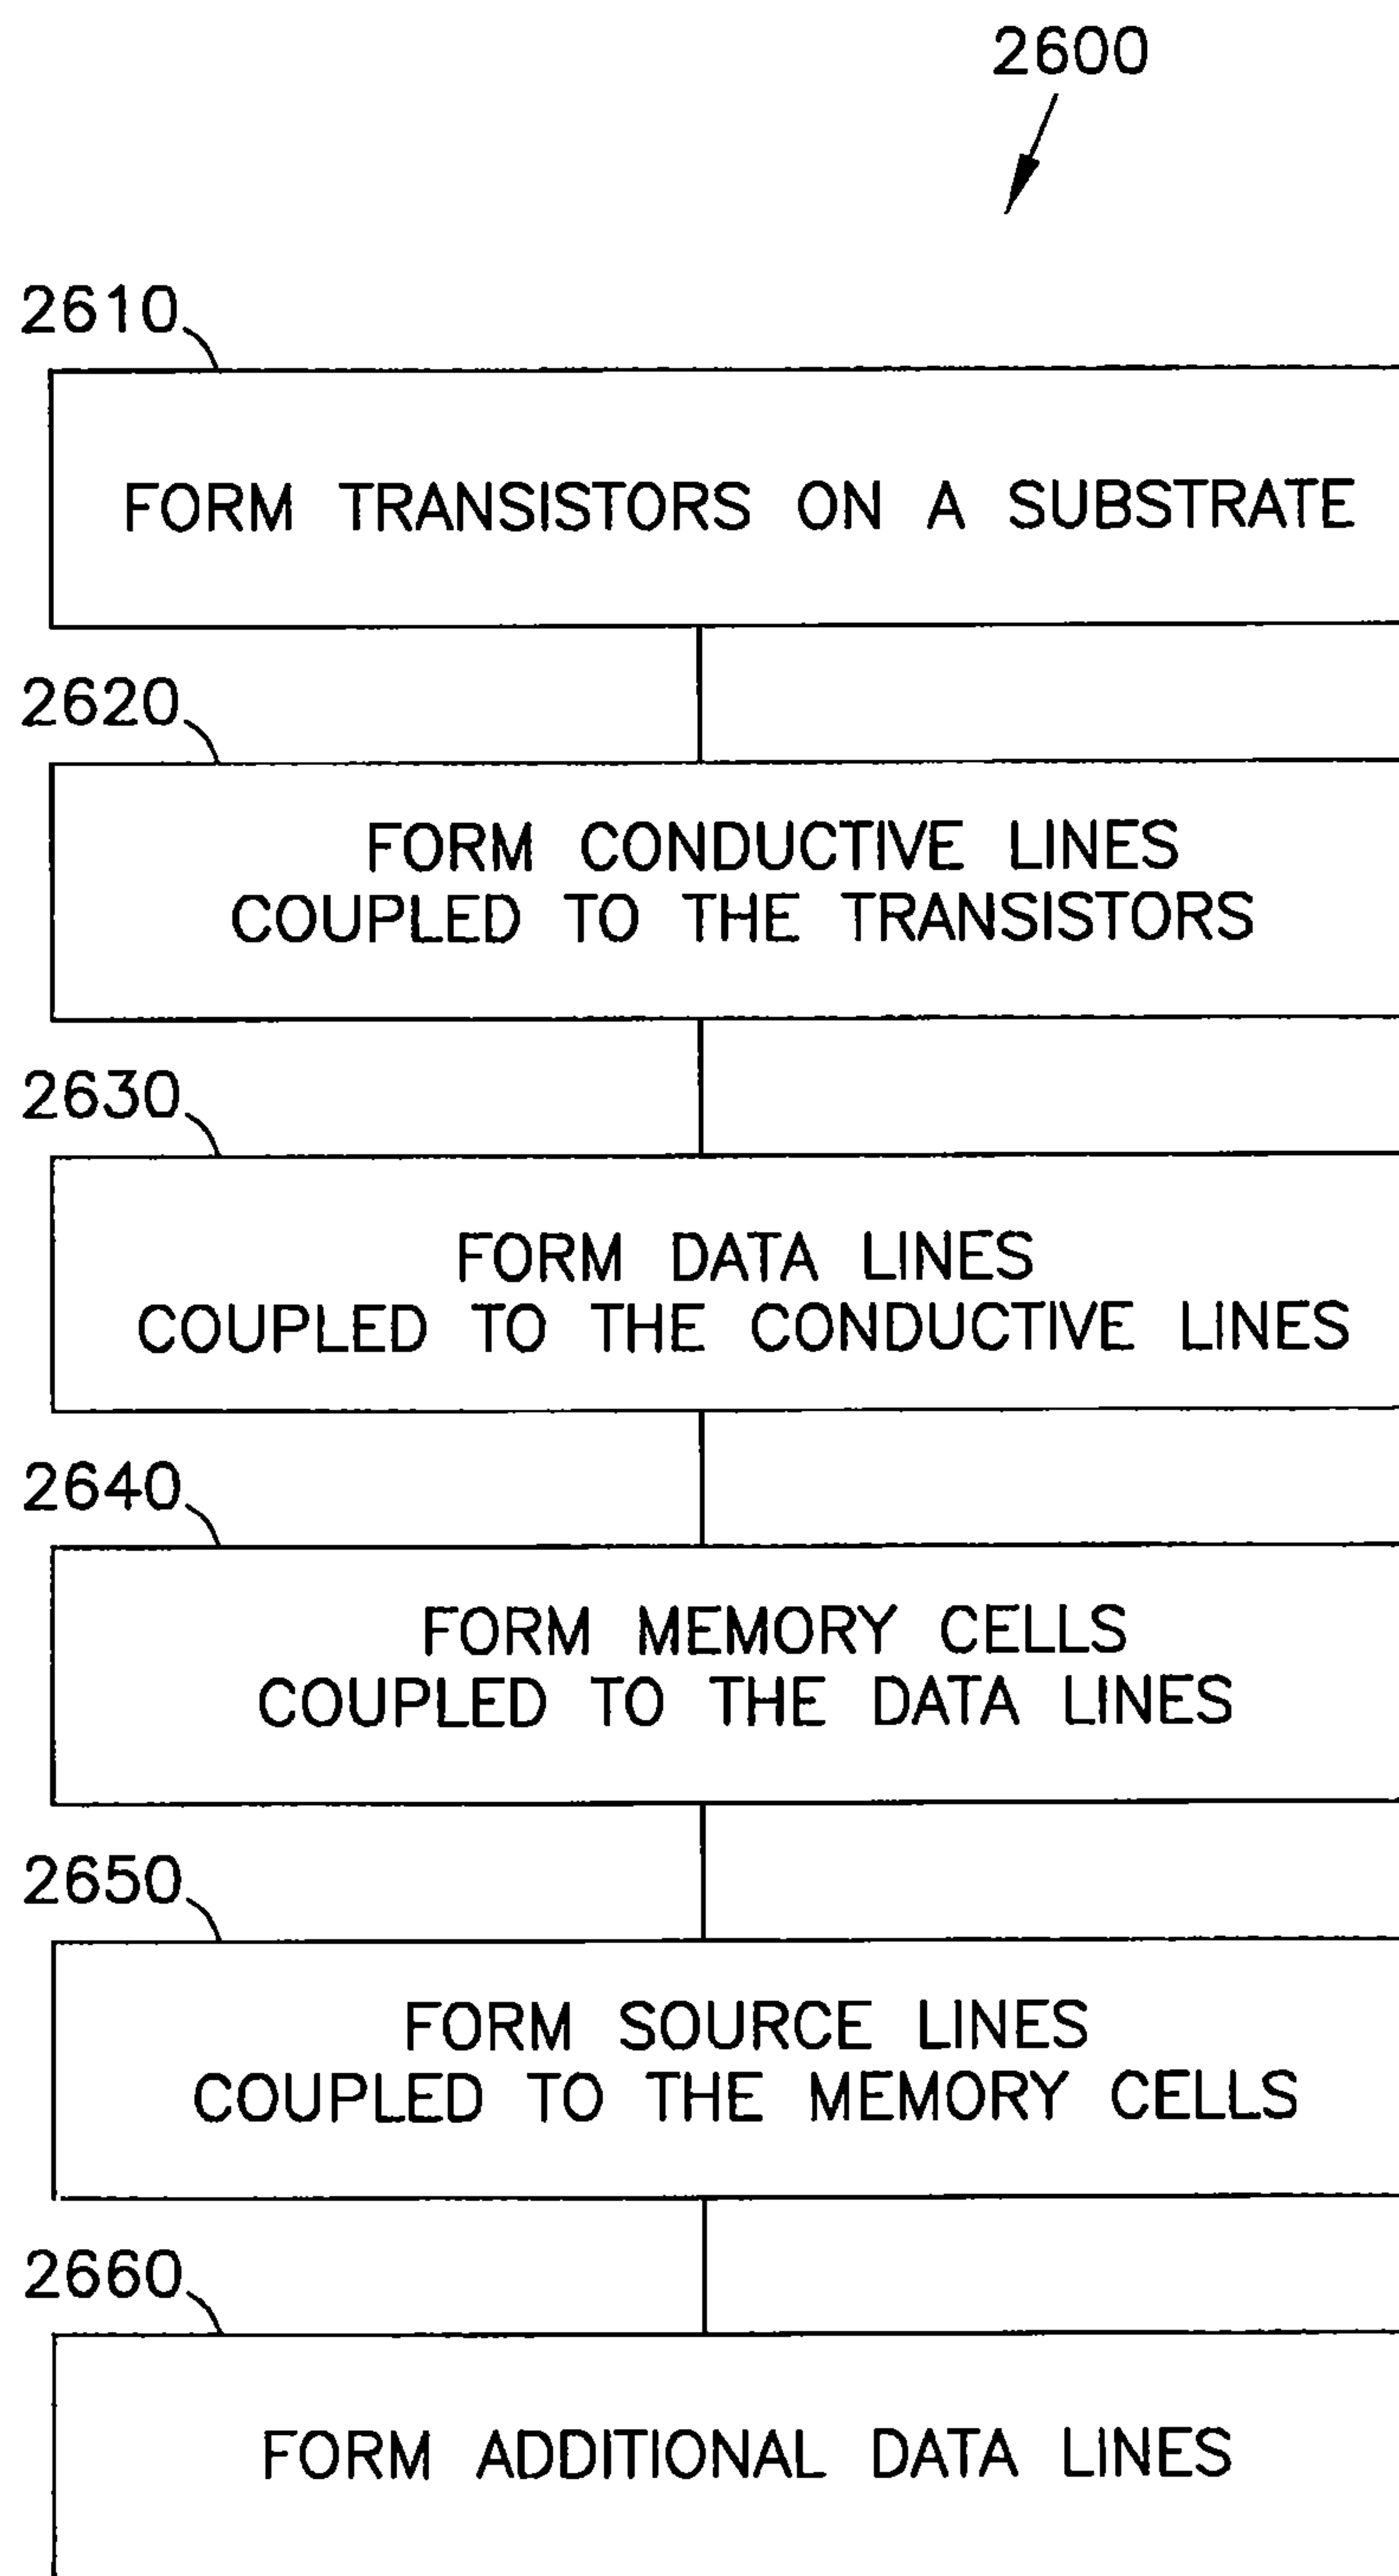 2600
2610
FORM TRANSISTORS ON A SUBSTRATE
2620
FORM CONDUCTIVE LINES
COUPLED TO THE TRANSISTORS
2630
FORM DATA LINES
COUPLED TO THE CONDUCTIVE LINES
2640
FORM MEMORY CELLS
COUPLED TO THE DATA LINES
2650
FORM SOURCE LINES
COUPLED TO THE MEMORY CELLS
2660
FORM ADDITIONAL DATA LINES